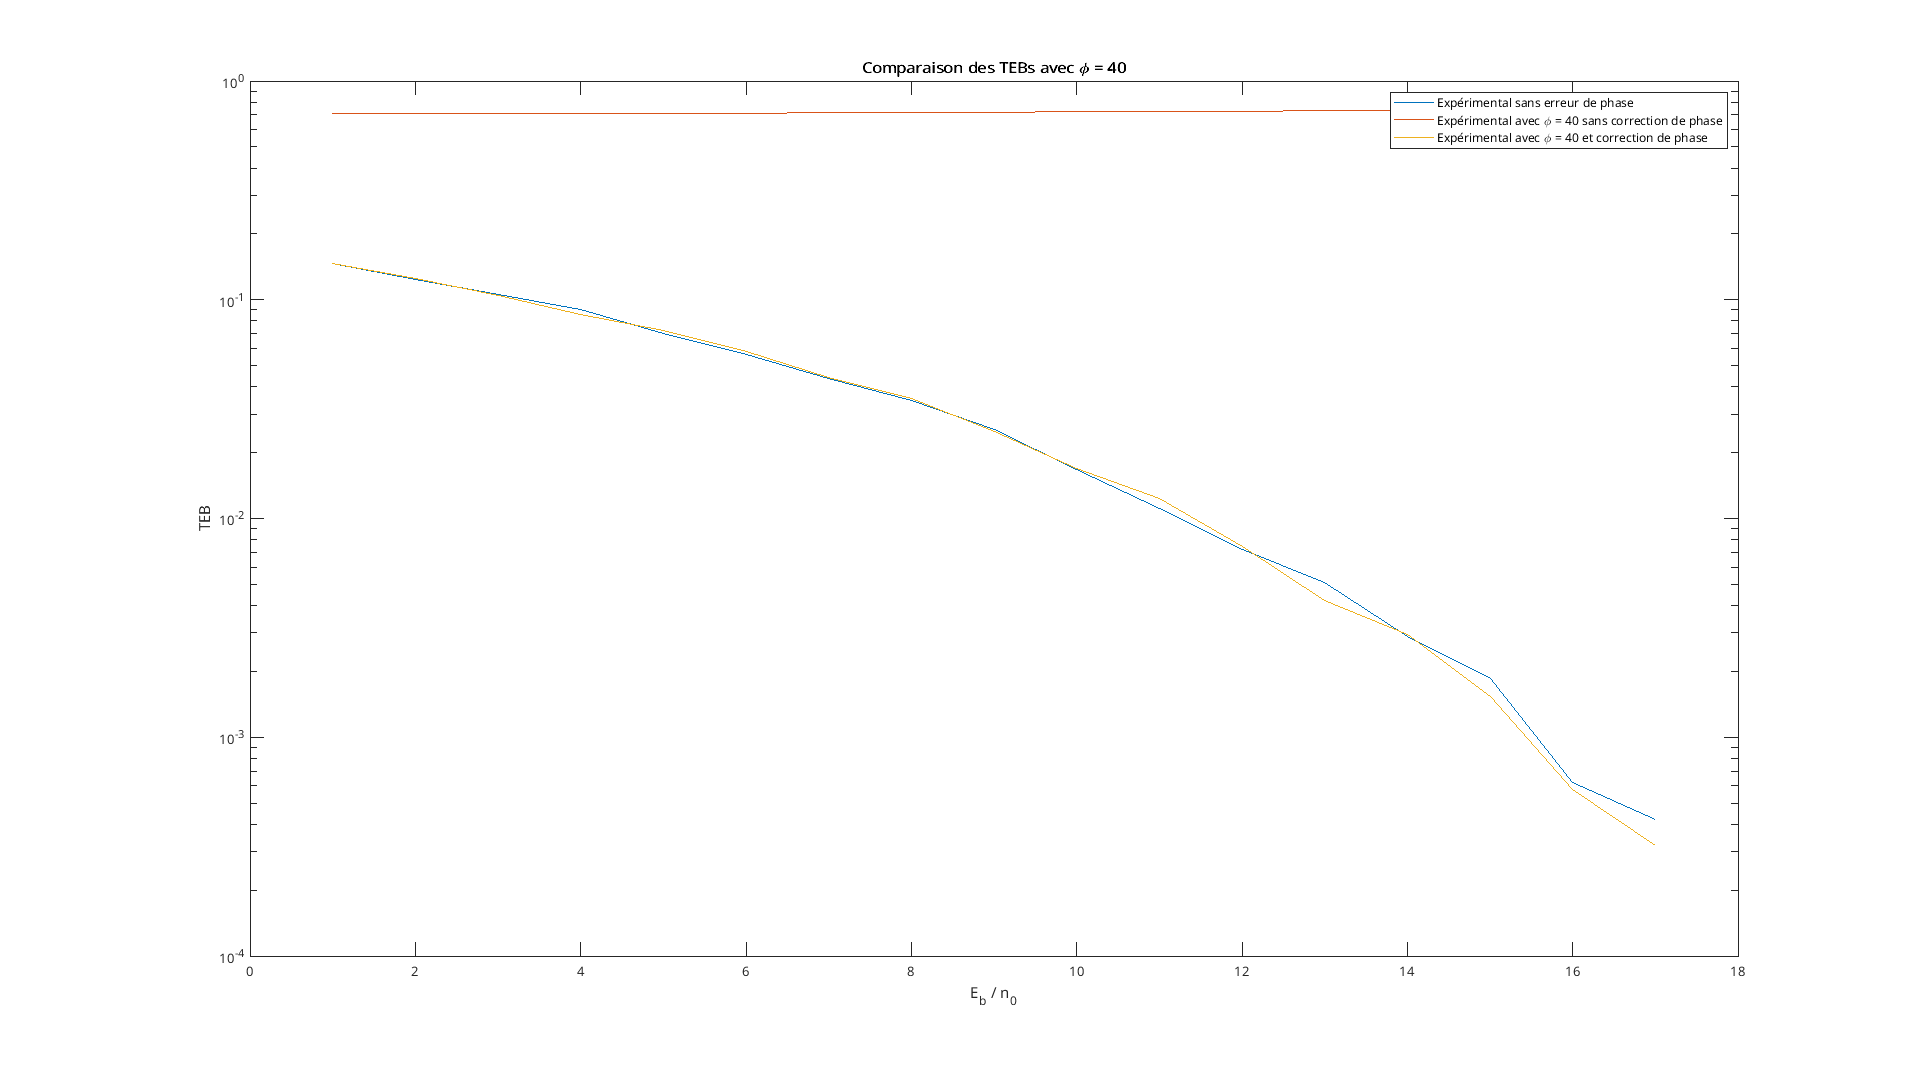 Comparaison des TEBs avec ϕ = 40
Expérimental sans erreur de phase
Expérimental avec ϕ = 40 sans correction de phase
Expérimental avec ϕ = 40 et correction de phase
10^0
10^-1
10^-2
10^-3
10^-4
TEB
0 2 4 6 8 10 12 14 16 18
E_b / n_0